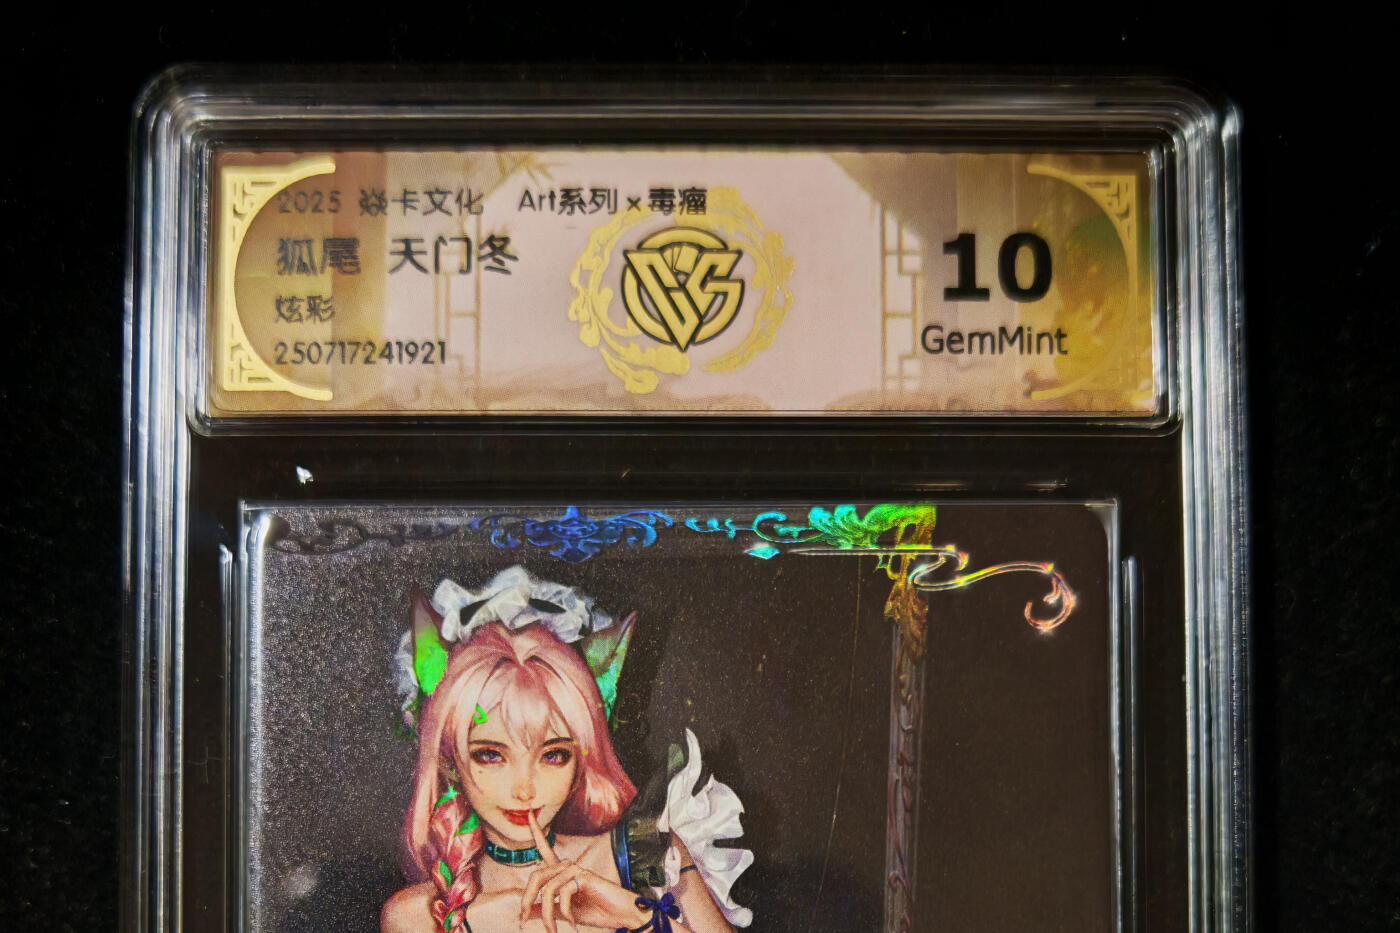 2025 焱卡文化 Art系列×毒瘤
狐尾 天门冬
炫彩
250717241921
10
GemMint